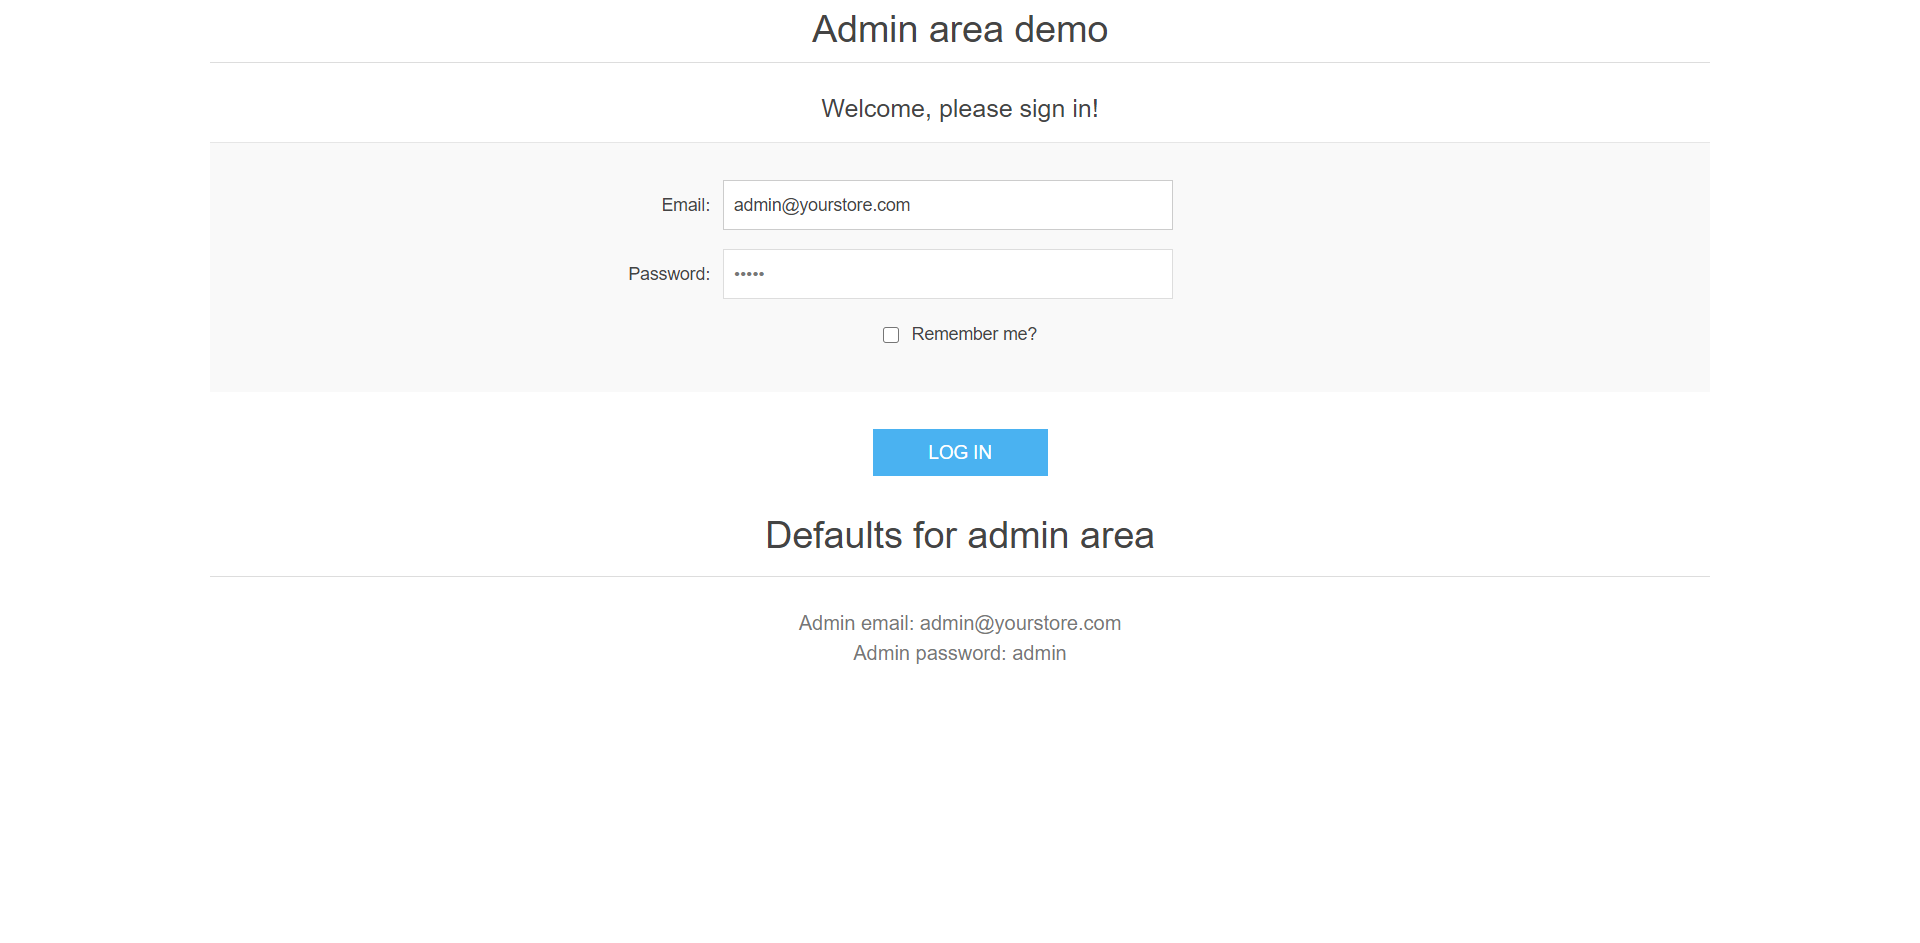 Admin area demo
Welcome, please sign in!
Email: admin@yourstore.com
Password: •••••
Remember me?
LOG IN
Defaults for admin area
Admin email: admin@yourstore.com
Admin password: admin